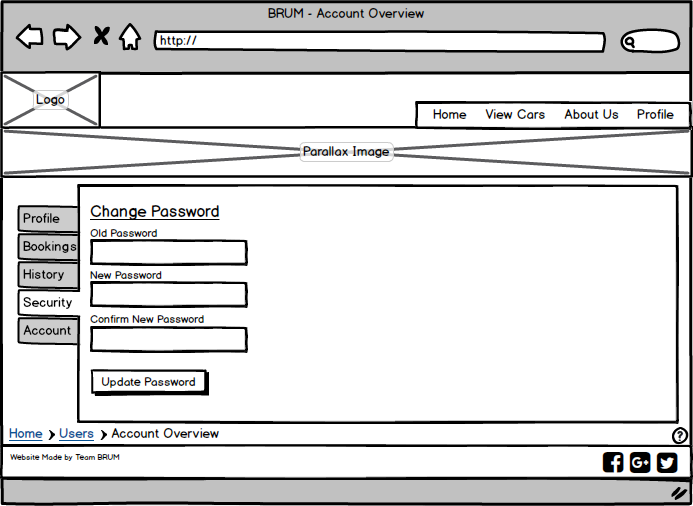 BRUM - Account Overview
http://
Logo
Home View Cars About Us Profile
Parallax Image
Profile
Bookings
History
Security
Account
Change Password
Old Password
New Password
Confirm New Password
Update Password
Home Users Account Overview
?
Website Made by Team BRUM